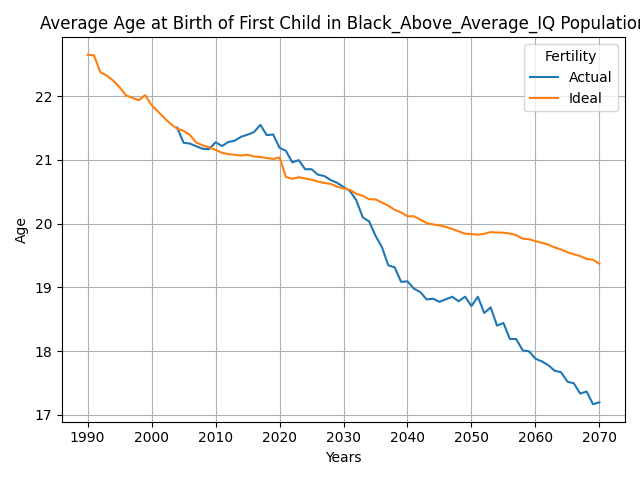 Average Age at Birth of First Child in Black_Above_Average_IQ Population
Fertility
Actual
Ideal
22
21
20
19
18
17
Age
1990 2000 2010 2020 2030 2040 2050 2060 2070
Years